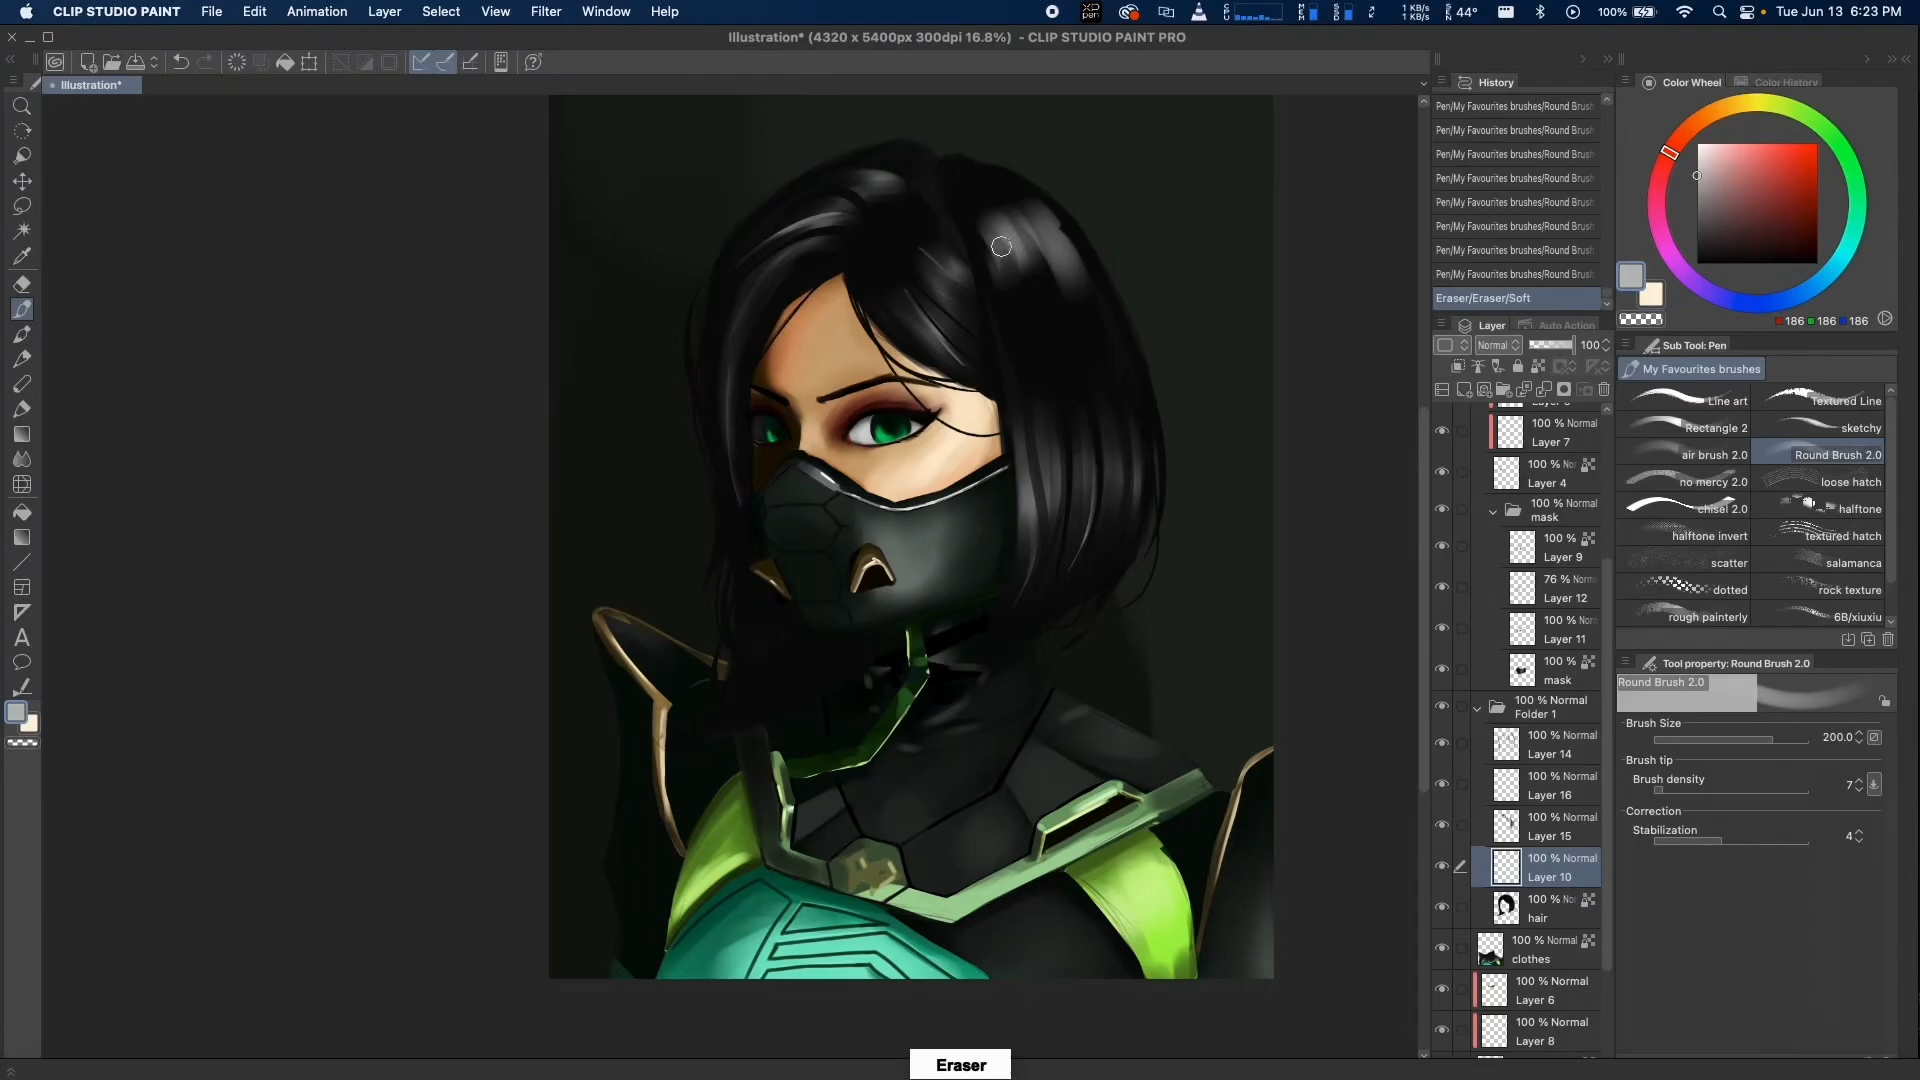 CLIP STUDIO PAINT File Edit Animation Layer Select View Filter Window Help
1 KB/s
1 KB/s
44° 100% Tue Jun 13 6:23 PM
Illustration* (4320 x 5400px 300dpi 16.8%) - CLIP STUDIO PAINT PRO
Illustration*
History
Pen/My Favourites brushes/Round Brush
Pen/My Favourites brushes/Round Brush
Pen/My Favourites brushes/Round Brush
Pen/My Favourites brushes/Round Brush
Pen/My Favourites brushes/Round Brush
Pen/My Favourites brushes/Round Brush
Pen/My Favourites brushes/Round Brush
Pen/My Favourites brushes/Round Brush
Eraser/Eraser/Soft
Layer Auto Action
Normal 100
100 % Normal
Layer 7
100 % Nor
Layer 4
100 % Normal
mask
100 %
Layer 9
76 % Norm
Layer 12
100 % Norm
Layer 11
100 %
mask
100 % Normal
Folder 1
100 % Normal
Layer 14
100 % Normal
Layer 16
100 % Normal
Layer 15
100 % Normal
Layer 10
100 % No
hair
100 % Normal
clothes
100 % Normal
Layer 6
100 % Normal
Layer 8
Color Wheel Color History
186 186 186
Sub Tool: Pen
My Favourites brushes
Line art Textured Line
Rectangle 2 sketchy
air brush 2.0 Round Brush 2.0
no mercy 2.0 loose hatch
chisel 2.0 halftone
halftone invert textured hatch
scatter salamanca
dotted rock texture
rough painterly 6B/xiuxiu
Tool property: Round Brush 2.0
Round Brush 2.0
Brush Size
200.0
Brush tip
Brush density 7
Correction
Stabilization 4
Eraser